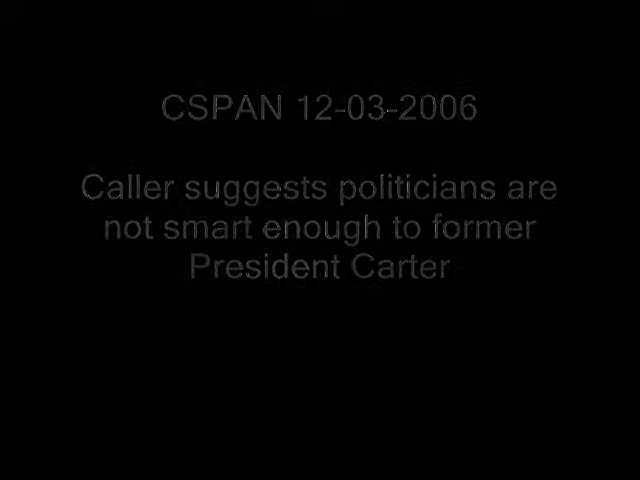 CSPAN 12-03-2006
Caller suggests politicians are
not smart enough to former
President Carter